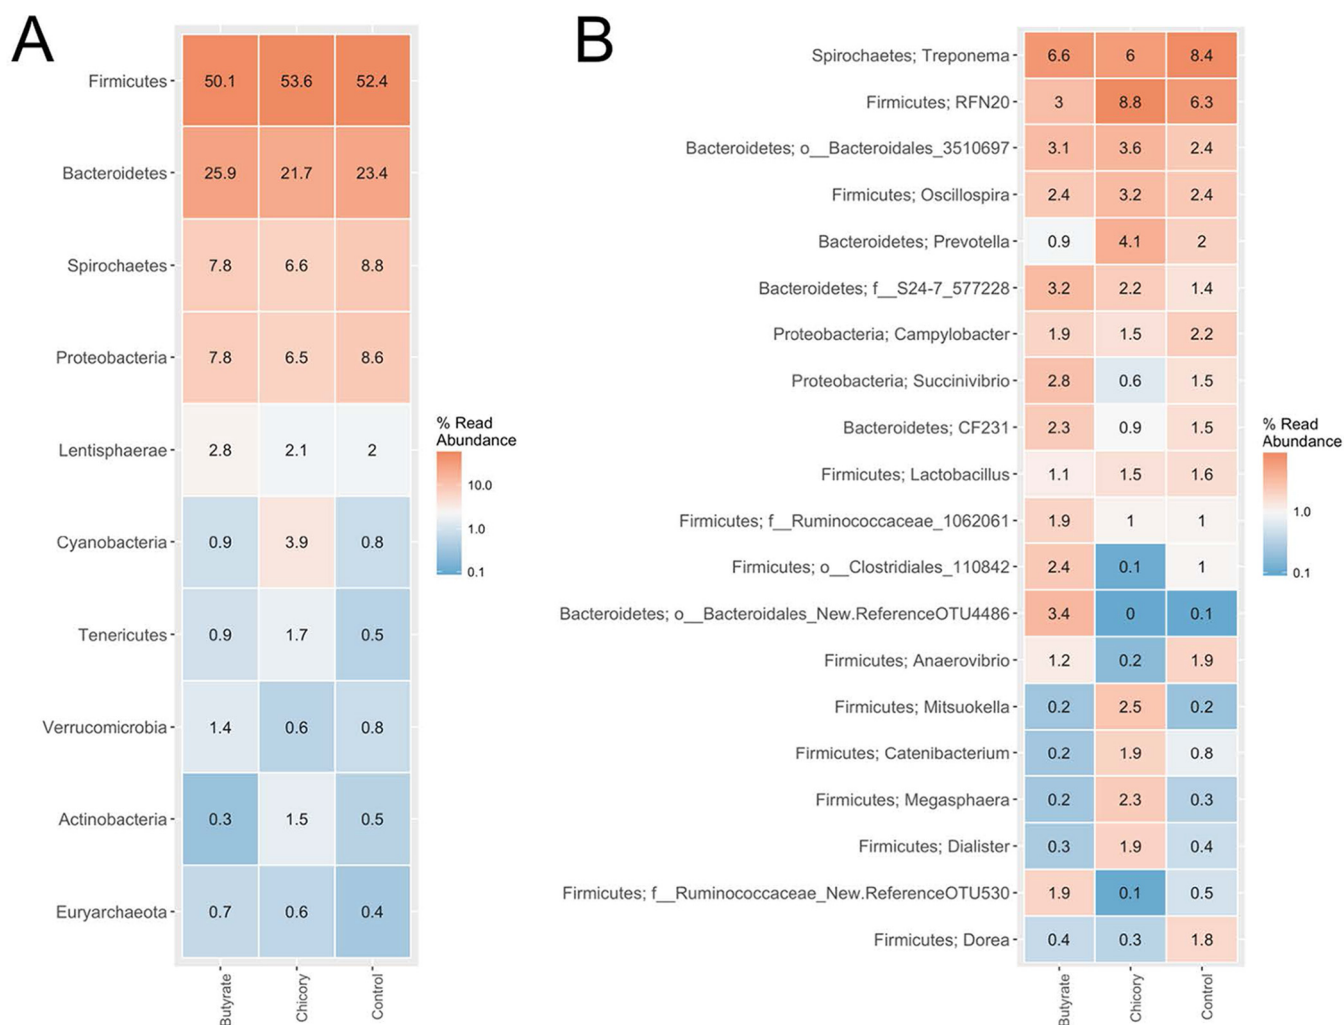 A
Firmicutes 50.1 53.6 52.4
Bacteroidetes 25.9 21.7 23.4
Spirochaetes 7.8 6.6 8.8
Proteobacteria 7.8 6.5 8.6
Lentisphaerae 2.8 2.1 2
Cyanobacteria 0.9 3.9 0.8
Tenericutes 0.9 1.7 0.5
Verrucomicrobia 1.4 0.6 0.8
Actinobacteria 0.3 1.5 0.5
Euryarchaeota 0.7 0.6 0.4
Butyrate Chicory Control
% Read
Abundance
10.0
1.0
0.1
B
Spirochaetes; Treponema 6.6 6 8.4
Firmicutes; RFN20 3 8.8 6.3
Bacteroidetes; o__Bacteroidales_3510697 3.1 3.6 2.4
Firmicutes; Oscillospira 2.4 3.2 2.4
Bacteroidetes; Prevotella 0.9 4.1 2
Bacteroidetes; f__S24-7_577228 3.2 2.2 1.4
Proteobacteria; Campylobacter 1.9 1.5 2.2
Proteobacteria; Succinivibrio 2.8 0.6 1.5
Bacteroidetes; CF231 2.3 0.9 1.5
Firmicutes; Lactobacillus 1.1 1.5 1.6
Firmicutes; f__Ruminococcaceae_1062061 1.9 1 1
Firmicutes; o__Clostridiales_110842 2.4 0.1 1
Bacteroidetes; o__Bacteroidales_New.ReferenceOTU4486 3.4 0 0.1
Firmicutes; Anaerovibrio 1.2 0.2 1.9
Firmicutes; Mitsuokella 0.2 2.5 0.2
Firmicutes; Catenibacterium 0.2 1.9 0.8
Firmicutes; Megasphaera 0.2 2.3 0.3
Firmicutes; Dialister 0.3 1.9 0.4
Firmicutes; f__Ruminococcaceae_New.ReferenceOTU530 1.9 0.1 0.5
Firmicutes; Dorea 0.4 0.3 1.8
Butyrate Chicory Control
% Read
Abundance
1.0
0.1